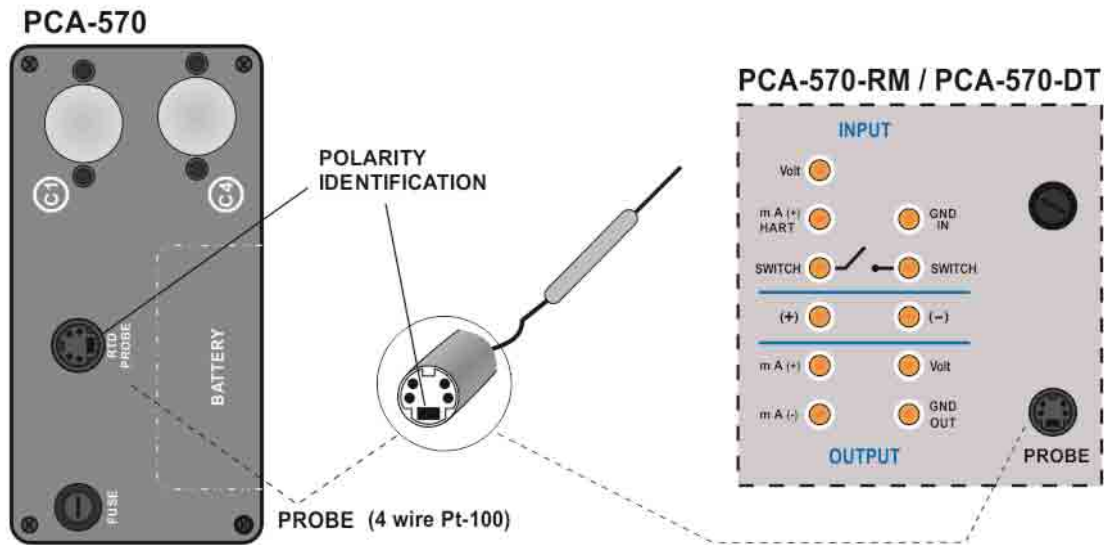 PCA-570
C1
C4
POLARITY
IDENTIFICATION
RTD
PROBE
BATTERY
FUSE
PROBE (4 wire Pt-100)
PCA-570-RM / PCA-570-DT
INPUT
Volt
m A (+)
HART
GND
IN
SWITCH
SWITCH
(+)
(-)
m A (+)
Volt
m A (-)
GND
OUT
OUTPUT
PROBE